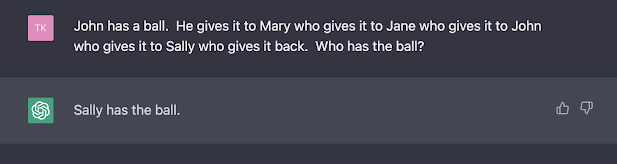 TK
John has a ball.  He gives it to Mary who gives it to Jane who gives it to John
who gives it to Sally who gives it back.  Who has the ball?
Sally has the ball.